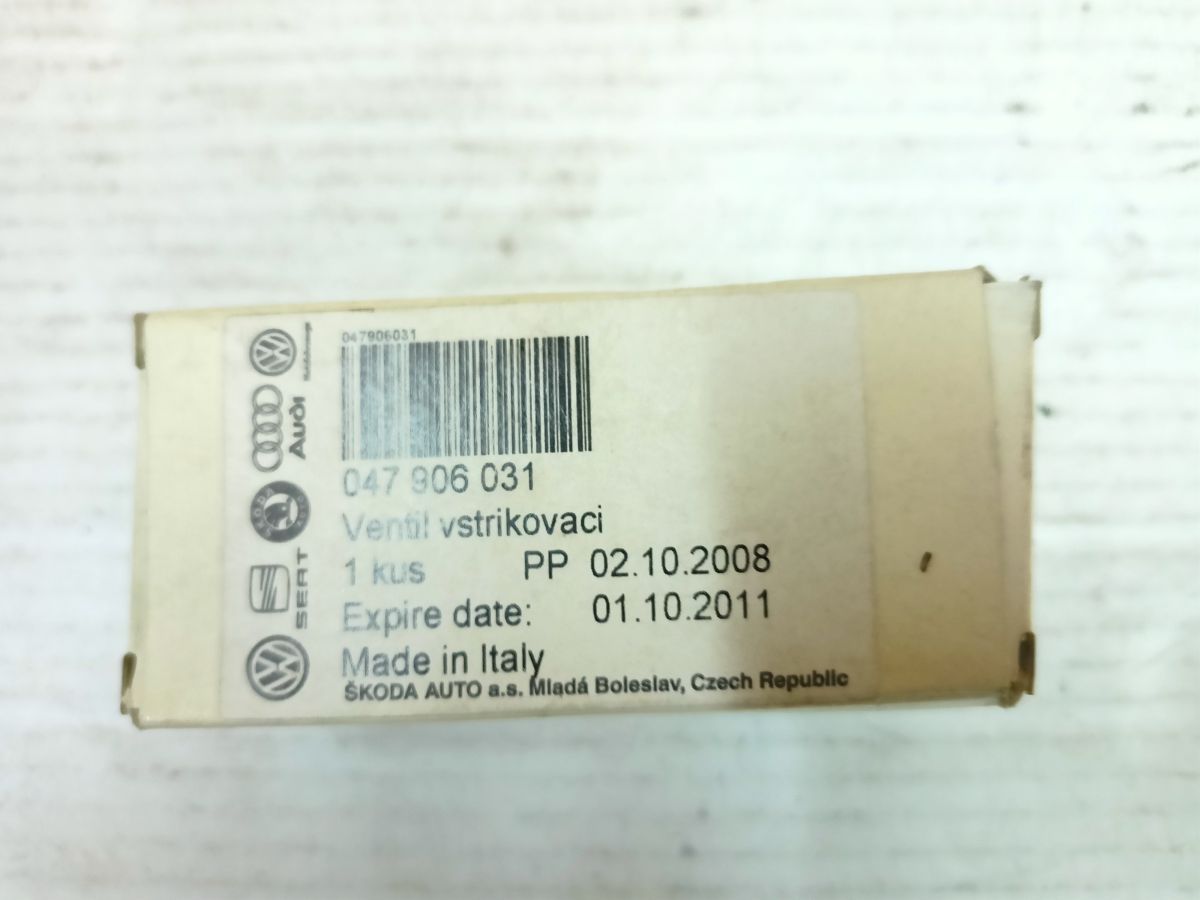 047906031
047 906 031
Ventil vstrikovaci
1 kus PP 02.10.2008
Expire date: 01.10.2011
Made in Italy
ŠKODA AUTO a.s. Mladá Boleslav, Czech Republic
Audi
ŠKODA
SEAT